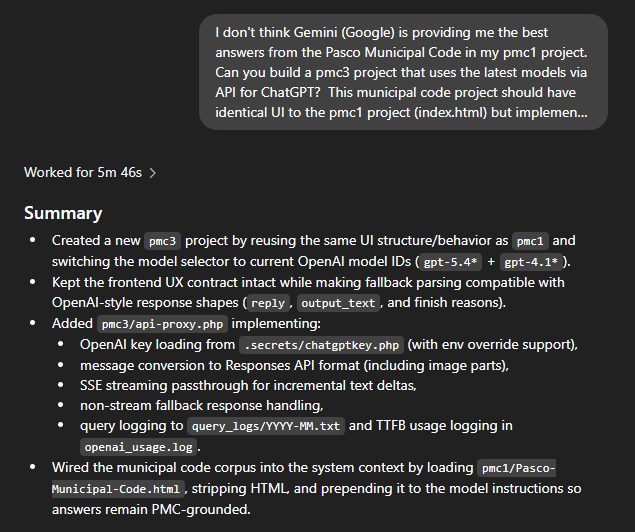 I don't think Gemini (Google) is providing me the best
answers from the Pasco Municipal Code in my pmc1 project.
Can you build a pmc3 project that uses the latest models via
API for ChatGPT?  This municipal code project should have
identical UI to the pmc1 project (index.html) but implemen...
Worked for 5m 46s >
Summary
• Created a new pmc3 project by reusing the same UI structure/behavior as pmc1 and
switching the model selector to current OpenAI model IDs (gpt-5.4* + gpt-4.1*).
• Kept the frontend UX contract intact while making fallback parsing compatible with
OpenAI-style response shapes (reply, output_text, and finish reasons).
• Added pmc3/api-proxy.php implementing:
• OpenAI key loading from .secrets/chatgptkey.php (with env override support),
• message conversion to Responses API format (including image parts),
• SSE streaming passthrough for incremental text deltas,
• non-stream fallback response handling,
• query logging to query_logs/YYYY-MM.txt and TTFB usage logging in
openai_usage.log.
• Wired the municipal code corpus into the system context by loading pmc1/Pasco-
Municipal-Code.html, stripping HTML, and prepending it to the model instructions so
answers remain PMC-grounded.